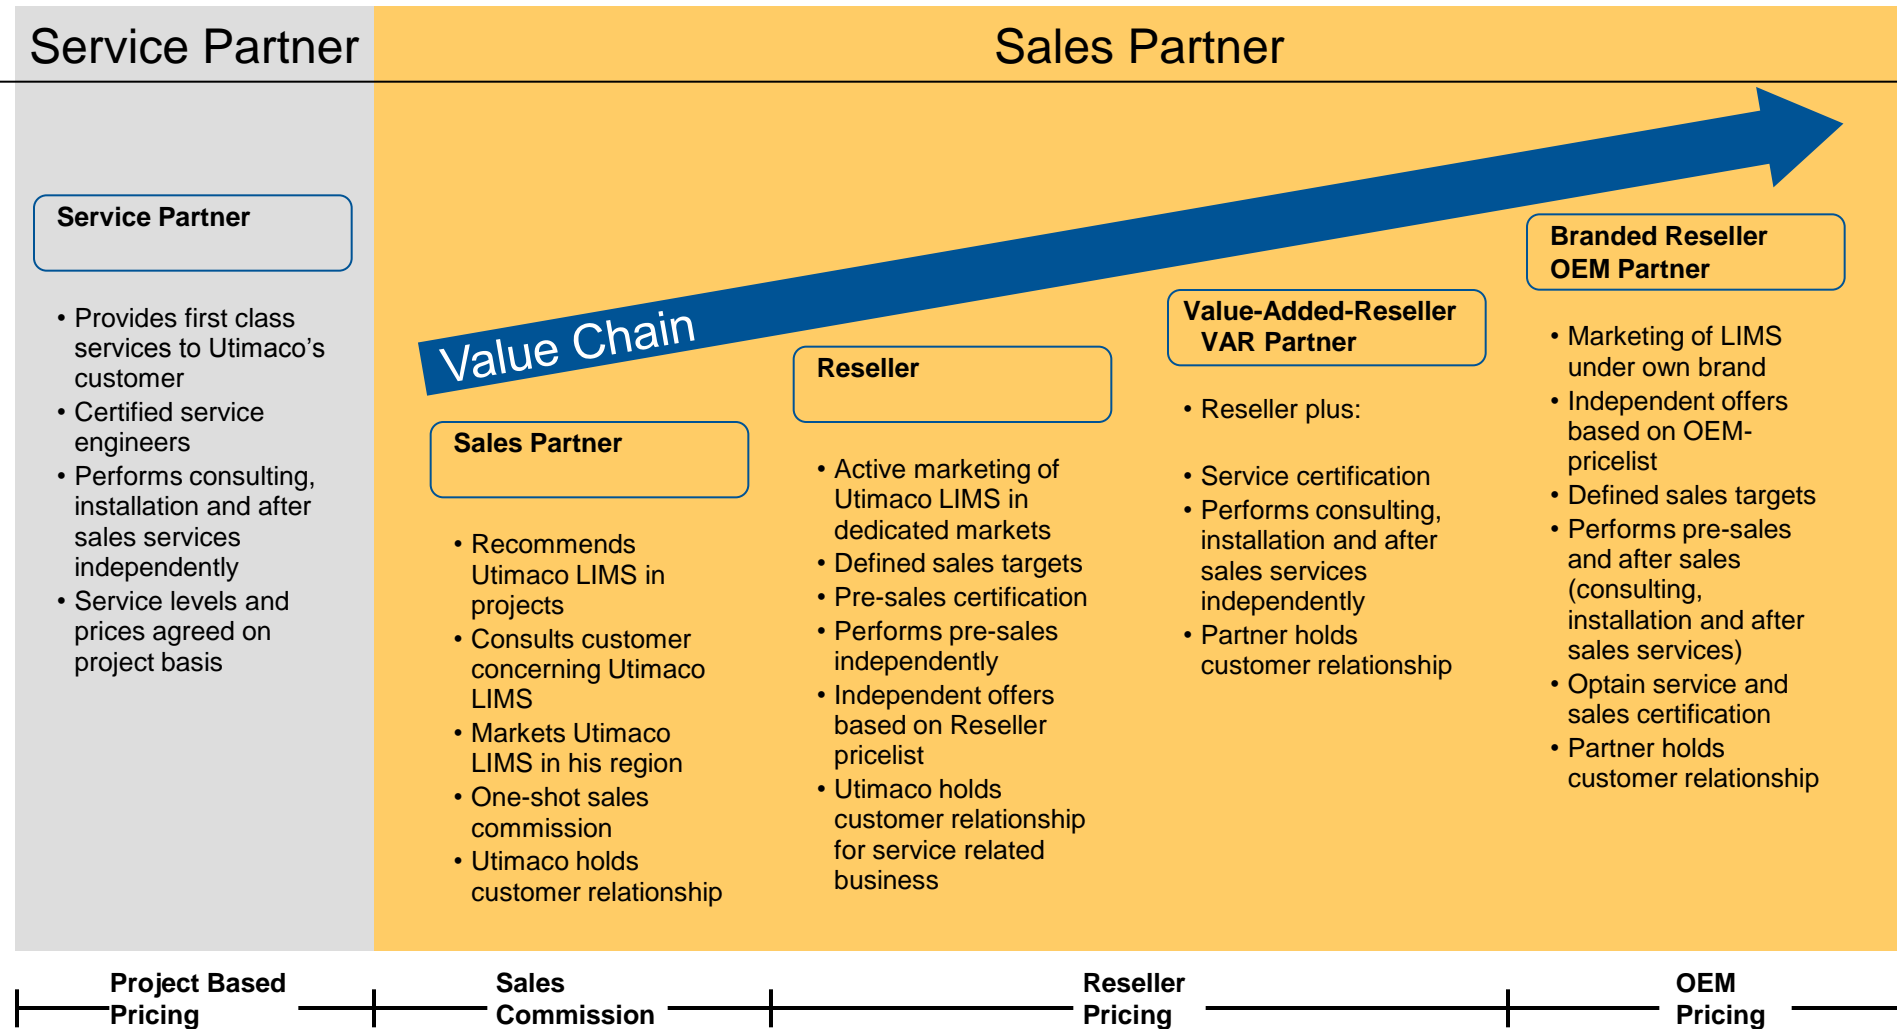 Service Partner
Sales Partner
Service Partner
• Provides first class
services to Utimaco’s
customer
• Certified service
engineers
• Performs consulting,
installation and after
sales services
independently
• Service levels and
prices agreed on
project basis
Value Chain
Sales Partner
• Recommends
Utimaco LIMS in
projects
• Consults customer
concerning Utimaco
LIMS
• Markets Utimaco
LIMS in his region
• One-shot sales
commission
• Utimaco holds
customer relationship
Reseller
• Active marketing of
Utimaco LIMS in
dedicated markets
• Defined sales targets
• Pre-sales certification
• Performs pre-sales
independently
• Independent offers
based on Reseller
pricelist
• Utimaco holds
customer relationship
for service related
business
Value-Added-Reseller
VAR Partner
• Reseller plus:
• Service certification
• Performs consulting,
installation and after
sales services
independently
• Partner holds
customer relationship
Branded Reseller
OEM Partner
• Marketing of LIMS
under own brand
• Independent offers
based on OEM-
pricelist
• Defined sales targets
• Performs pre-sales
and after sales
(consulting,
installation and after
sales services)
• Optain service and
sales certification
• Partner holds
customer relationship
Project Based
Pricing
Sales
Commission
Reseller
Pricing
OEM
Pricing